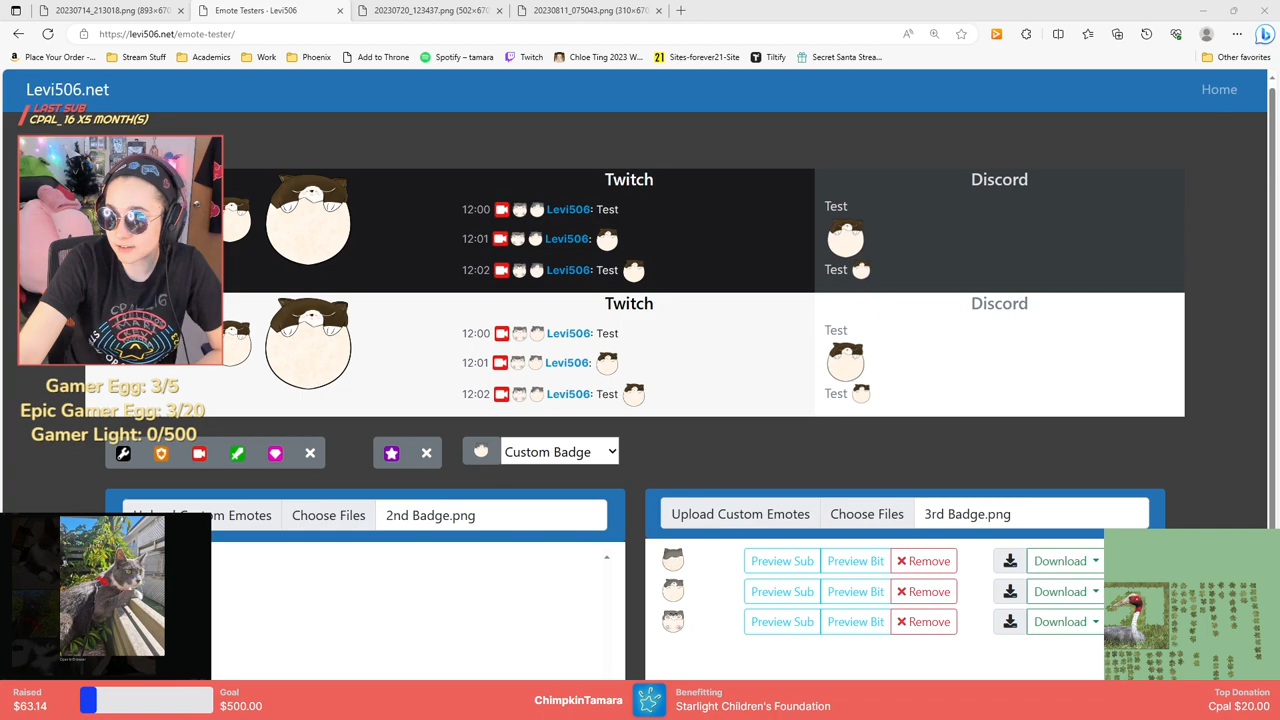 20230714_213018.png (893×670
Emote Testers - Levi506
20230720_123437.png (502×67
20230811_075043.png (310×67
https://levi506.net/emote-tester/
Place Your Order -...
Stream Stuff
Academics
Work
Phoenix
Add to Throne
Spotify – tamara
Twitch
Chloe Ting 2023 W...
21 Sites-forever21-Site
Tiltify
Secret Santa Strea...
Other favorites
Levi506.net
Home
LAST SUB
CPAL_16 X5 MONTH(S)
Twitch
12:00 Levi506: Test
12:01 Levi506:
12:02 Levi506: Test
Discord
Test
Test
Twitch
12:00 Levi506: Test
12:01 Levi506:
12:02 Levi506: Test
Discord
Test
Test
Gamer Egg: 3/5
Epic Gamer Egg: 3/20
Gamer Light: 0/500
Custom Badge
Emotes Choose Files 2nd Badge.png
Upload Custom Emotes Choose Files 3rd Badge.png
Preview Sub Preview Bit Remove Download
Preview Sub Preview Bit Remove Download
Preview Sub Preview Bit Remove Download
Raised
$63.14
Goal
$500.00
ChimpkinTamara
Benefitting
Starlight Children's Foundation
Top Donation
Cpal $20.00